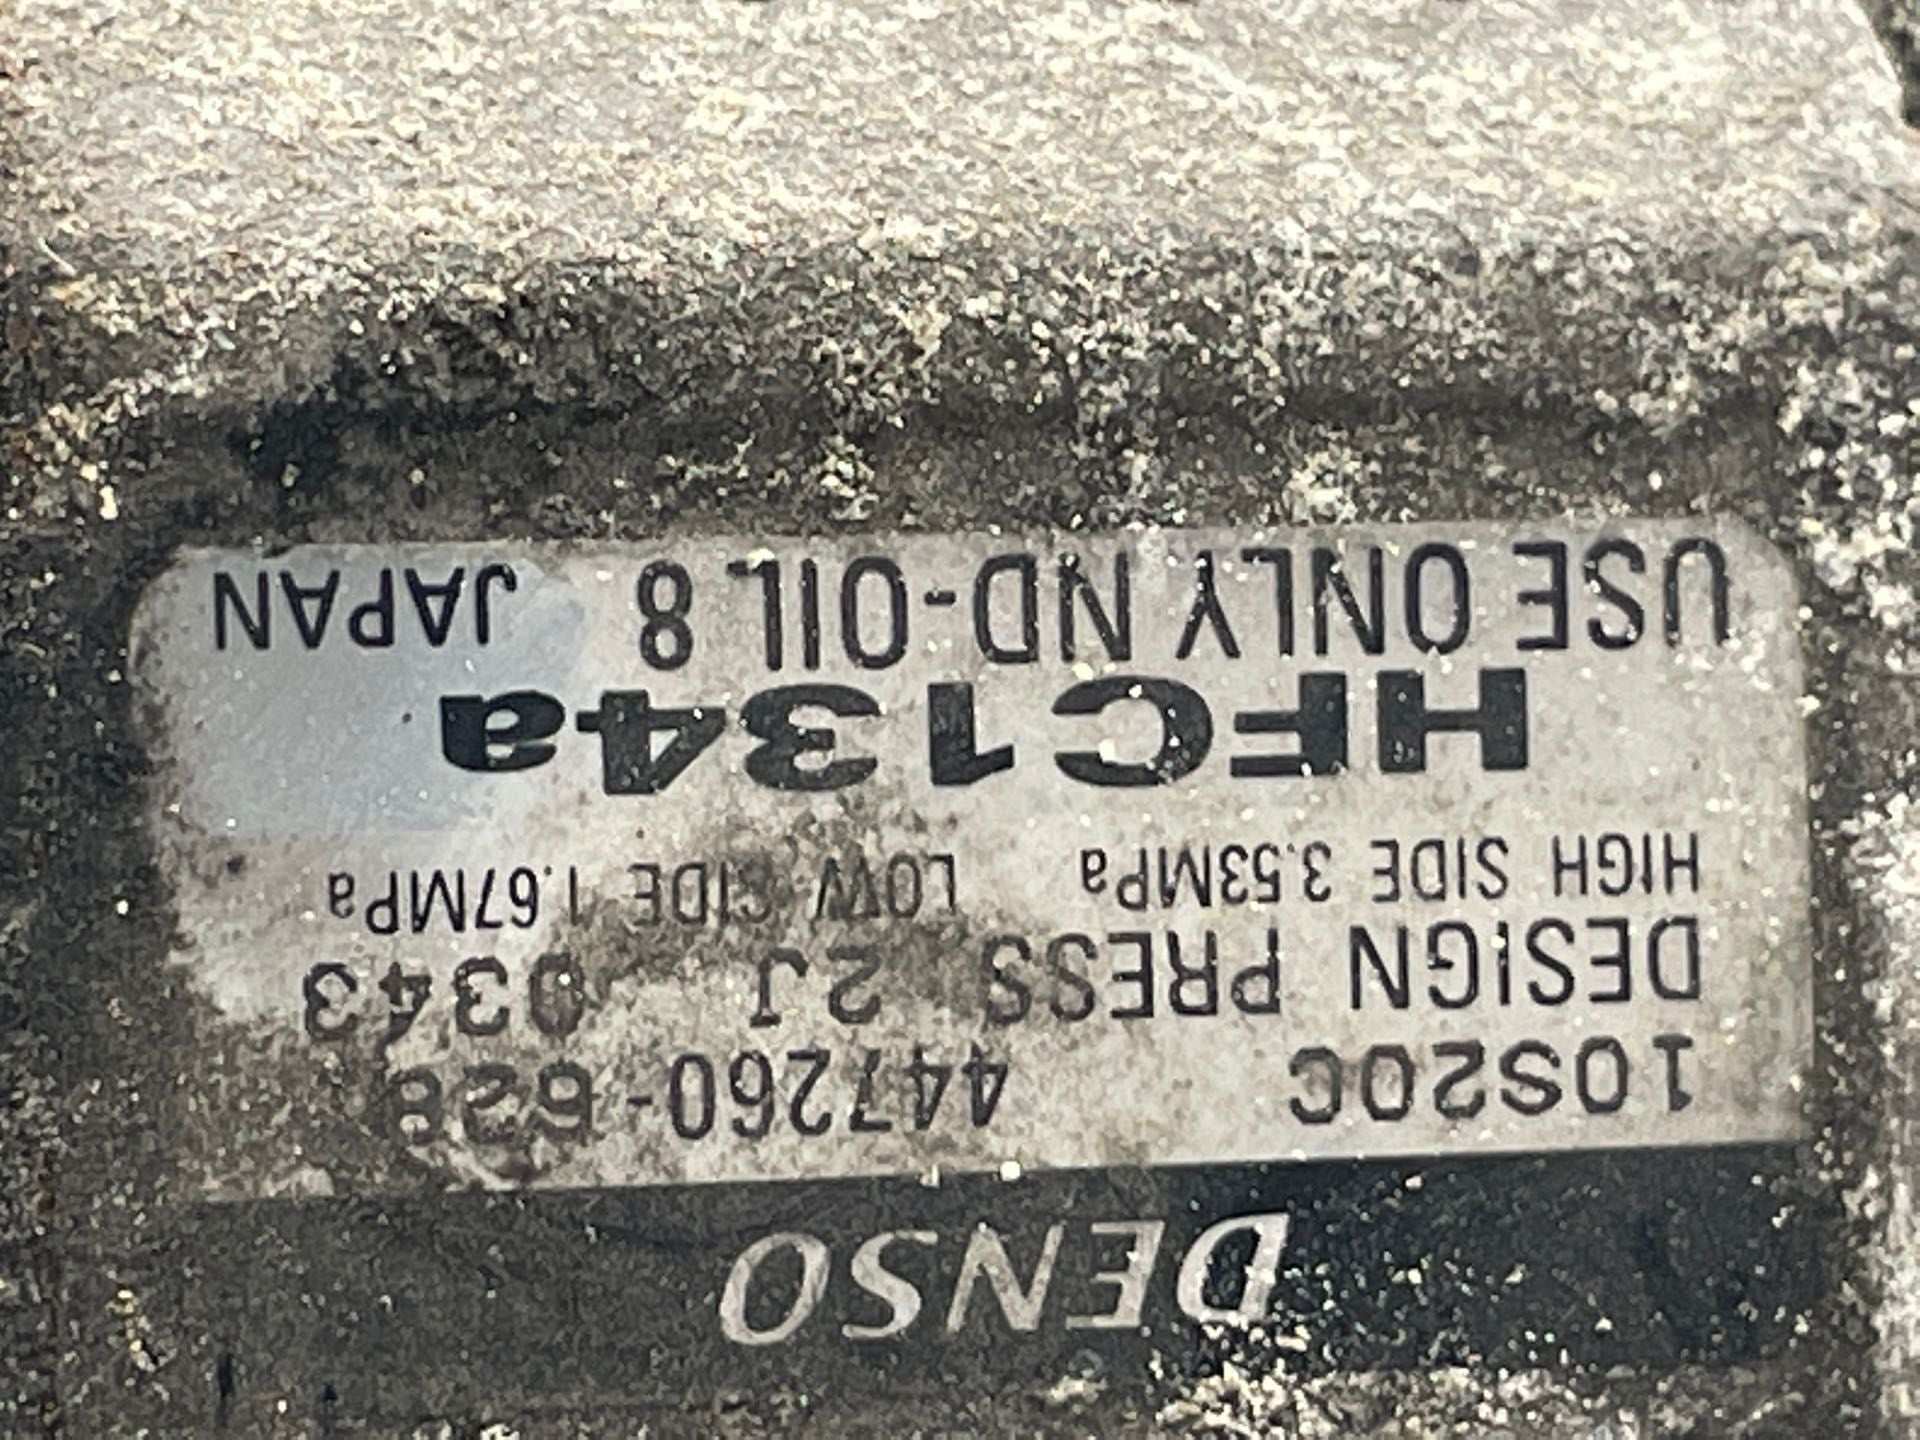 DENSO
10S20C 447260-628
DESIGN PRESS 2J 0343
HIGH SIDE 3.53MPa LOW SIDE 1.67MPa
HFC134a
USE ONLY ND-OIL 8 JAPAN